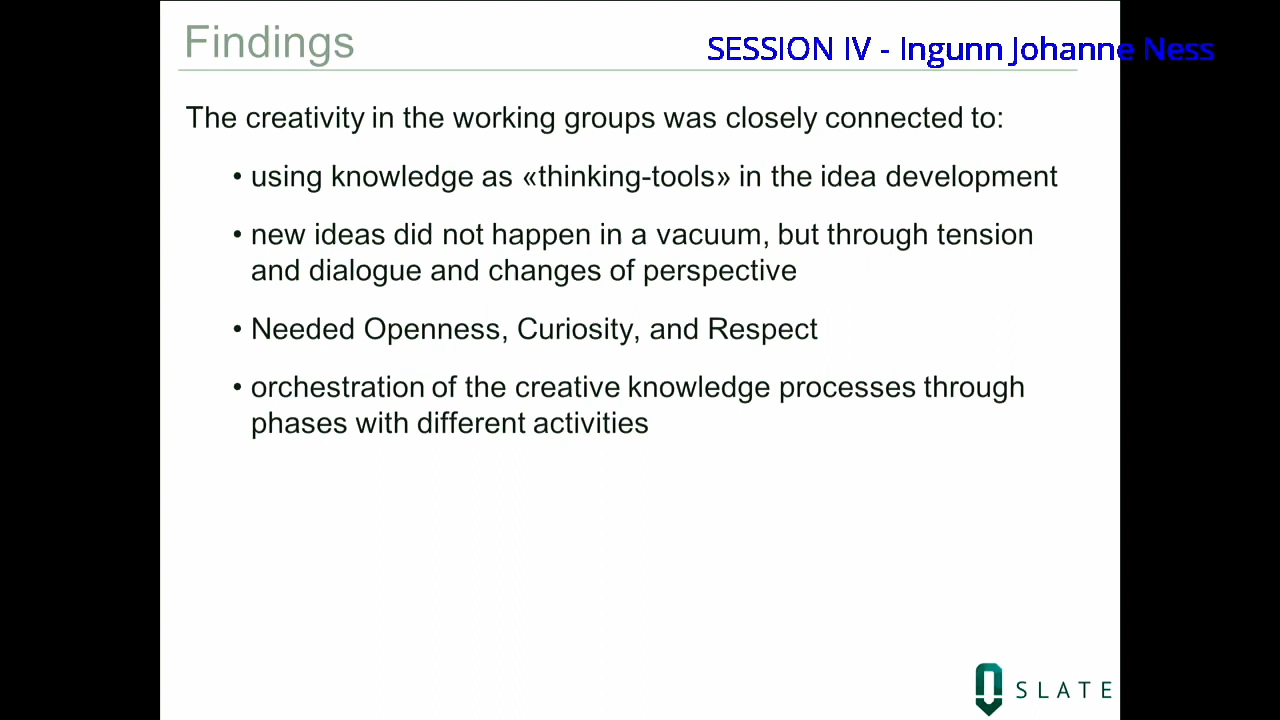 Findings
SESSION IV - Ingunn Johanne Ness
The creativity in the working groups was closely connected to:
• using knowledge as «thinking-tools» in the idea development
• new ideas did not happen in a vacuum, but through tension
and dialogue and changes of perspective
• Needed Openness, Curiosity, and Respect
• orchestration of the creative knowledge processes through
phases with different activities
SLATE